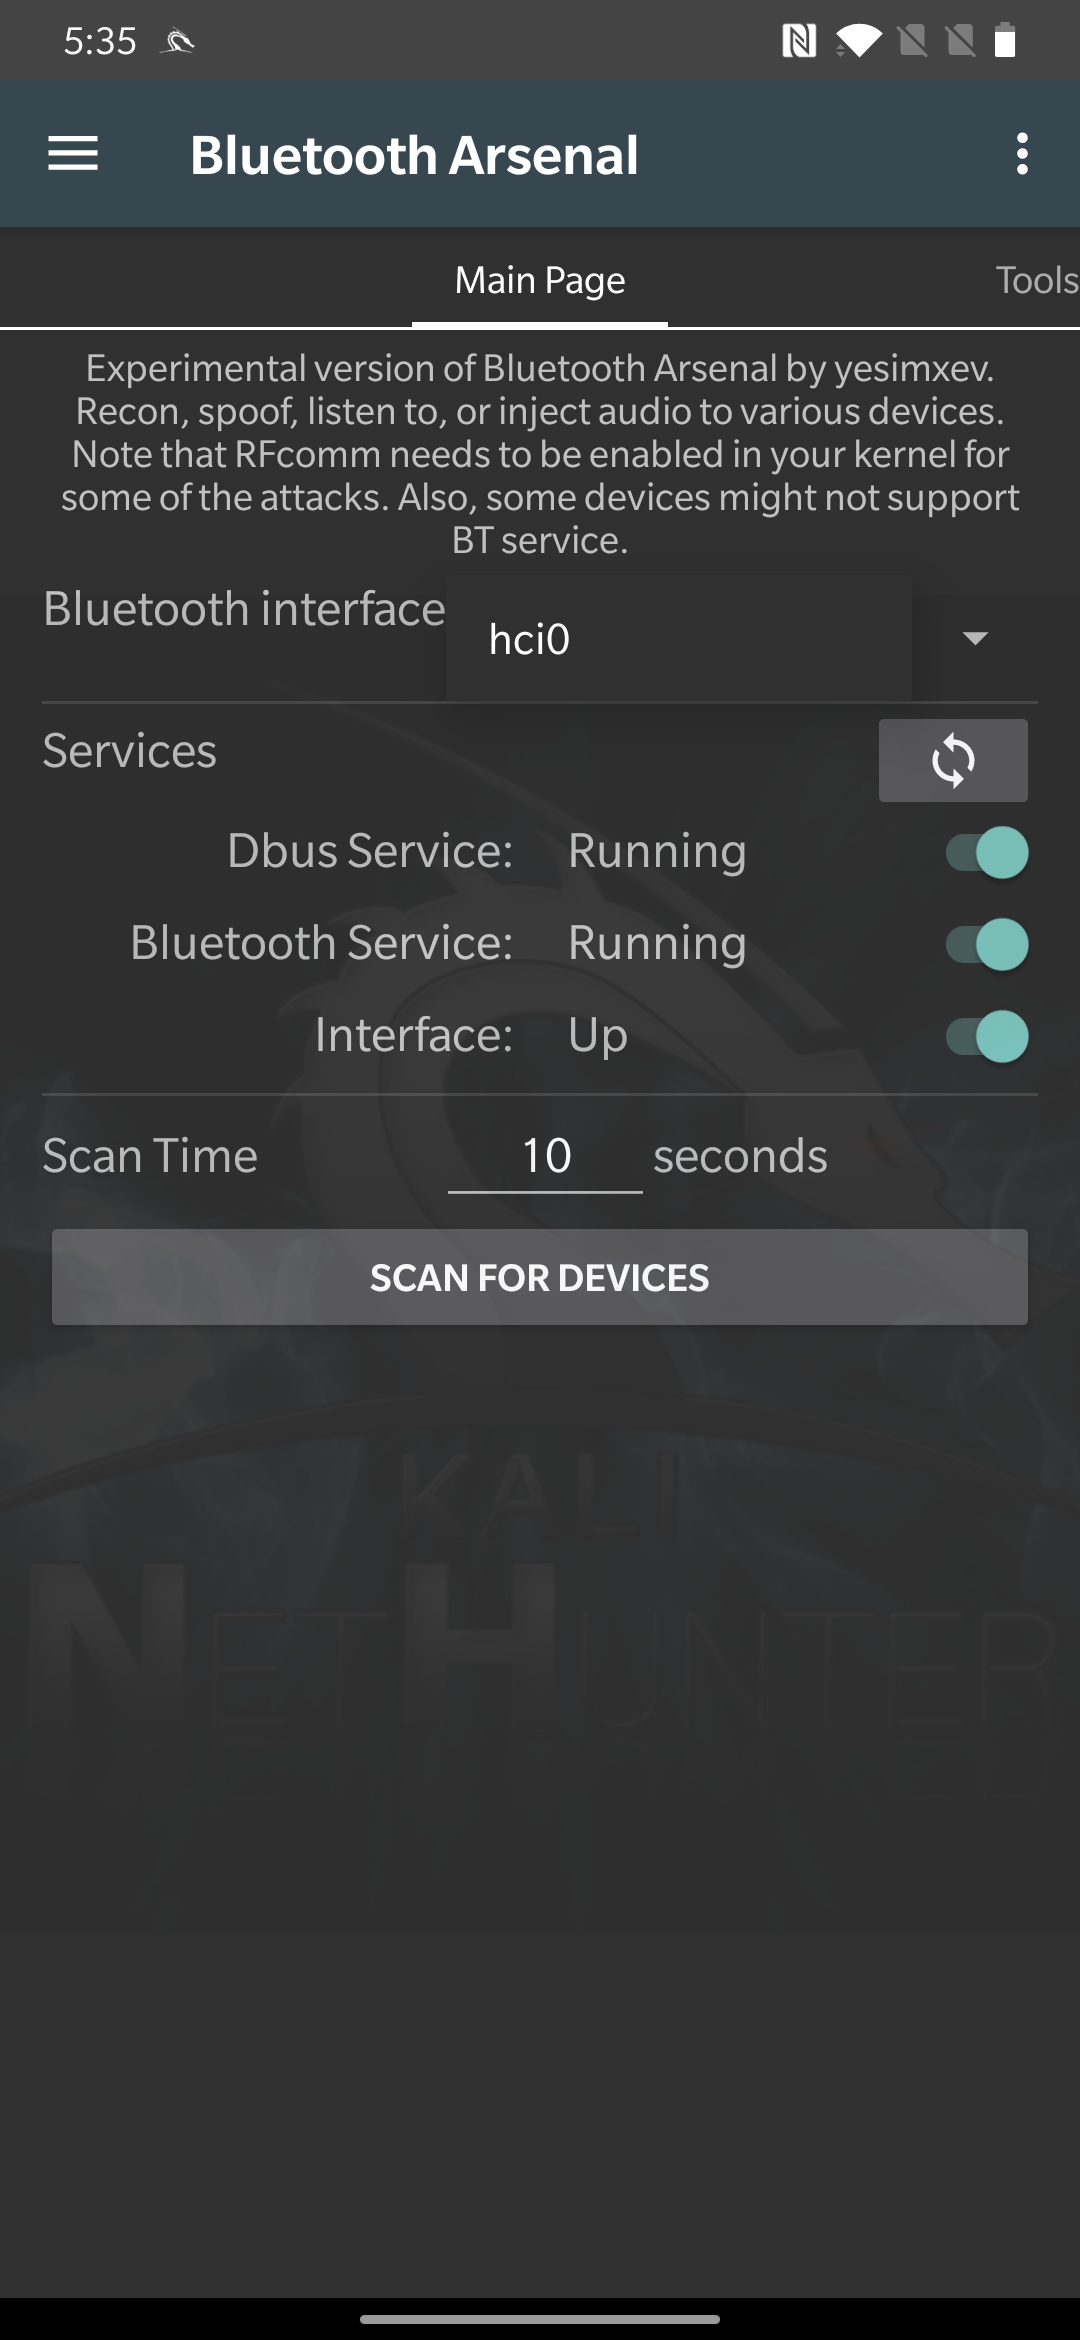 5:35
Bluetooth Arsenal
Main Page
Tools
Experimental version of Bluetooth Arsenal by yesimxev.
Recon, spoof, listen to, or inject audio to various devices.
Note that RFcomm needs to be enabled in your kernel for
some of the attacks. Also, some devices might not support
BT service.
Bluetooth interface hci0
Services
Dbus Service: Running
Bluetooth Service: Running
Interface: Up
Scan Time 10 seconds
SCAN FOR DEVICES
KALI
NETHUNTER